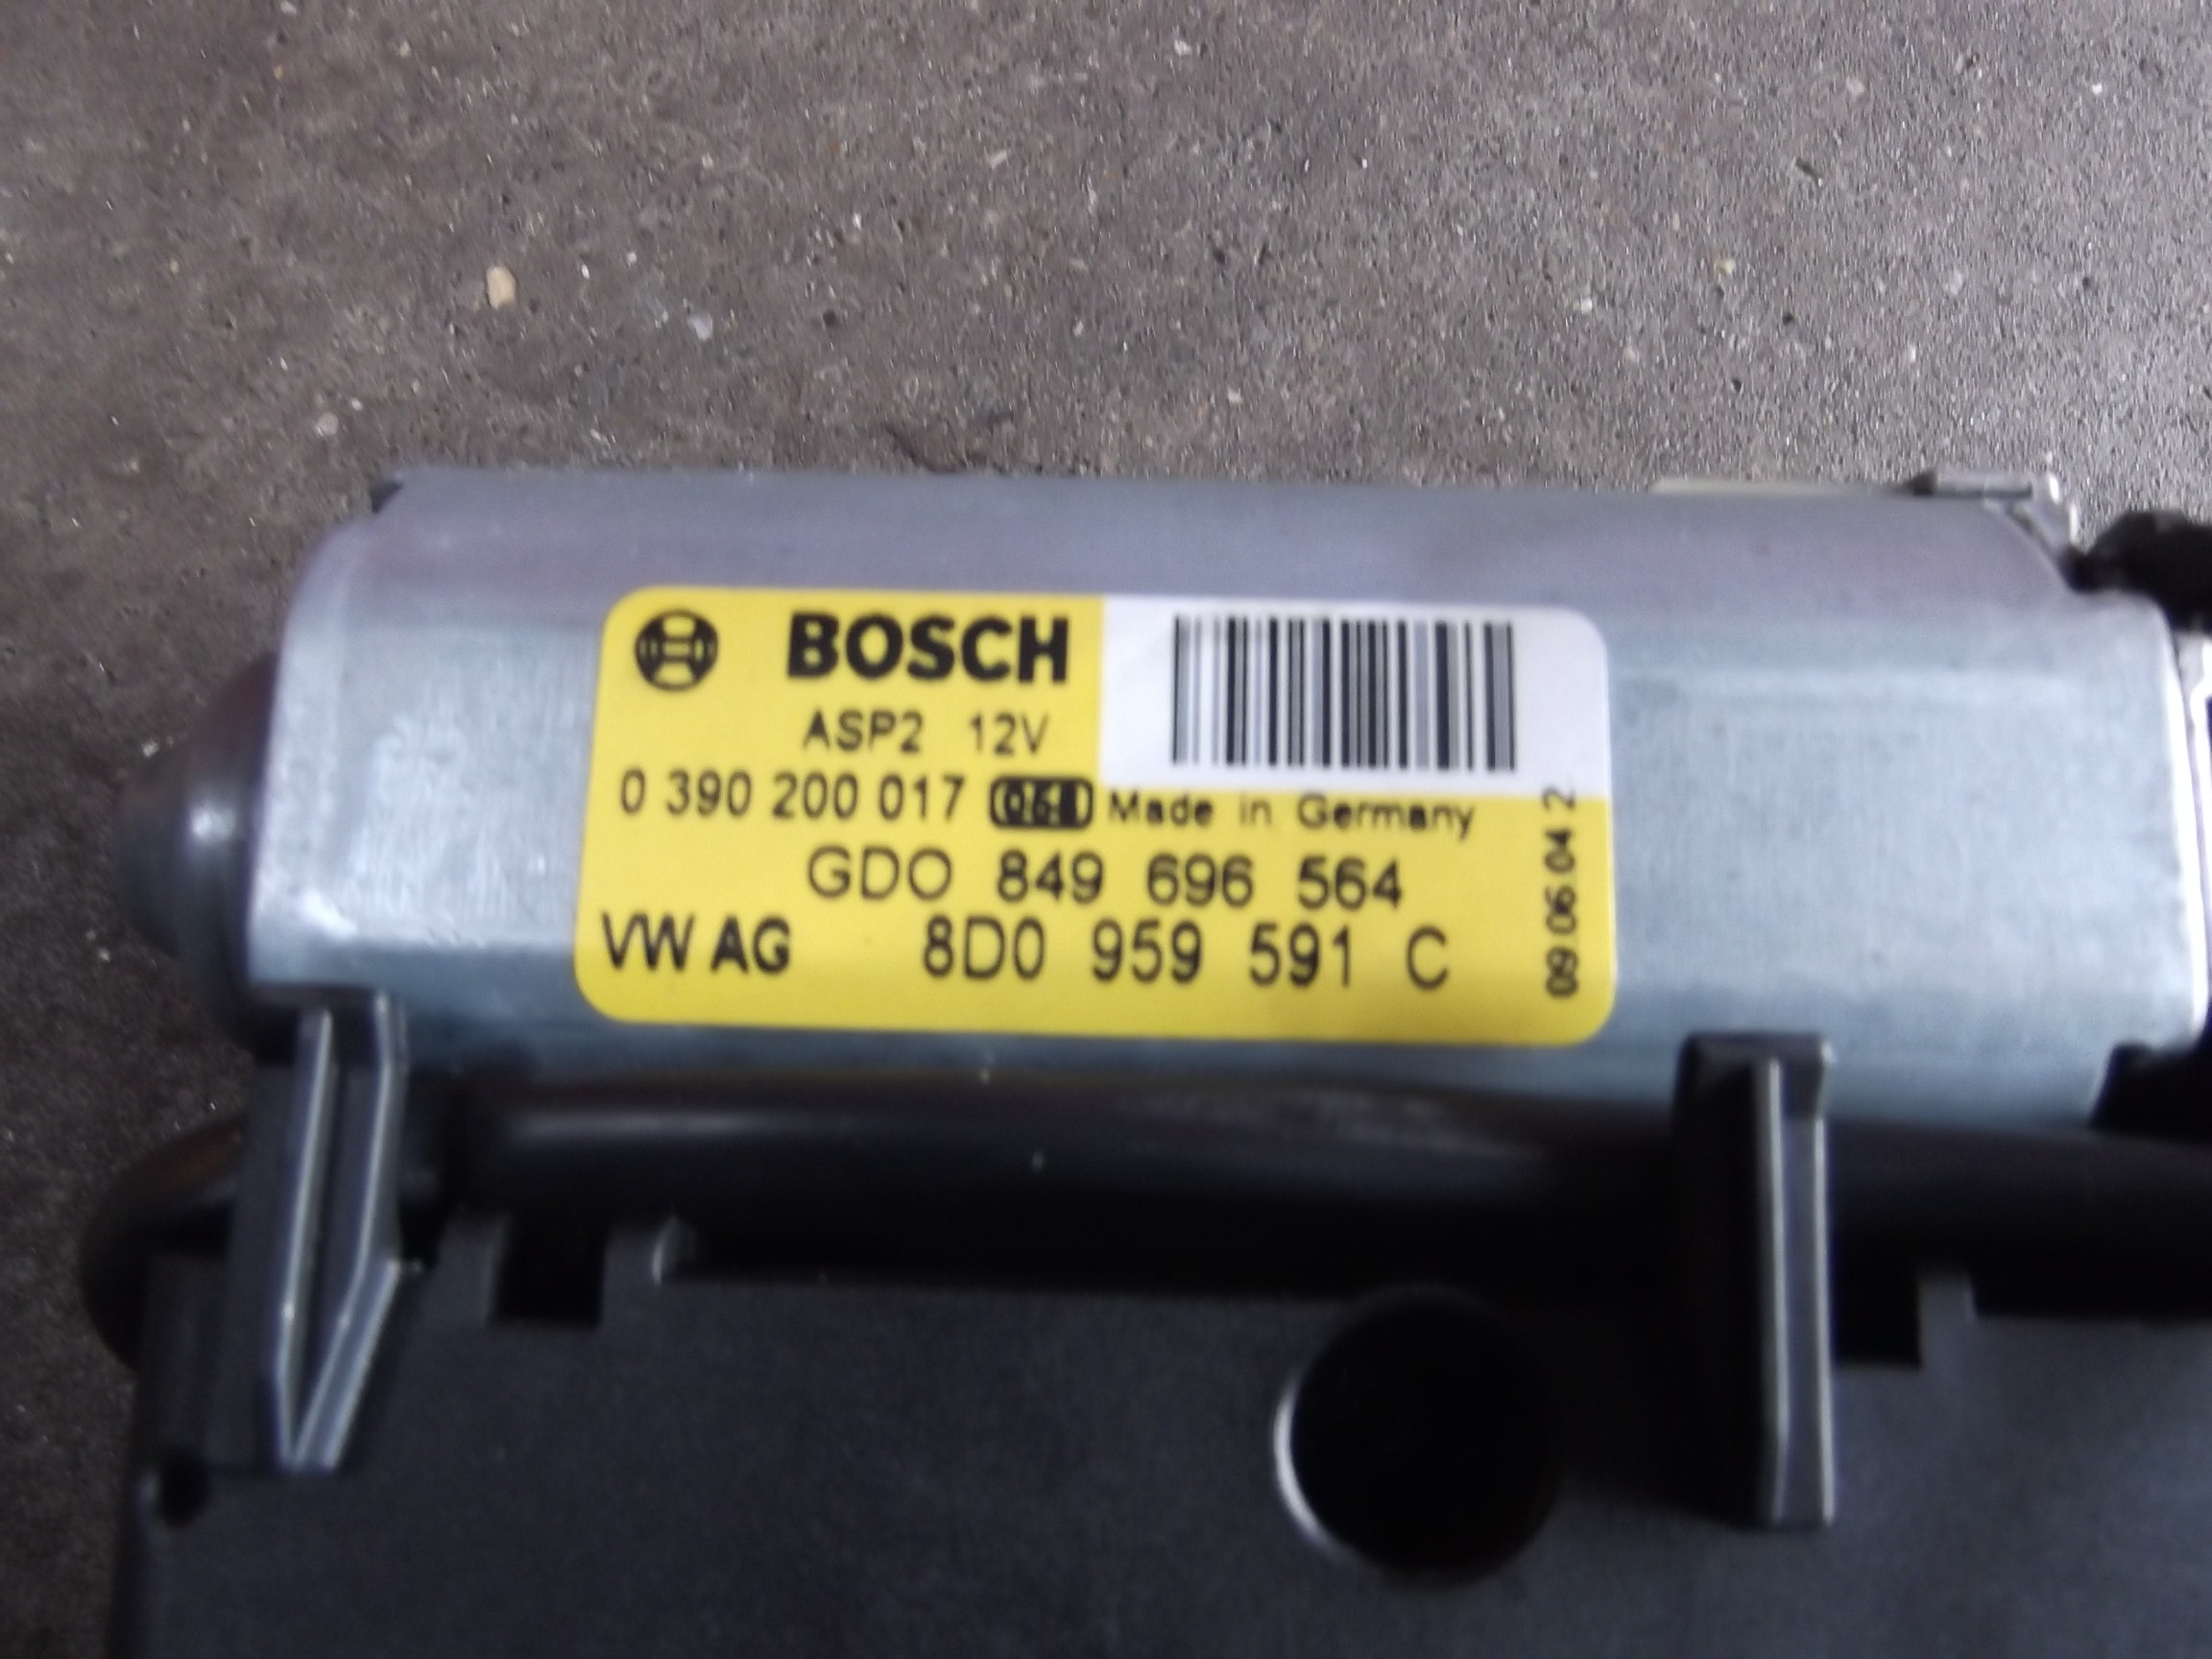 BOSCH
ASP2 12V
0 390 200 017 Made in Germany
GDO 849 696 564
VW AG 8D0 959 591 C
09.06.04 2